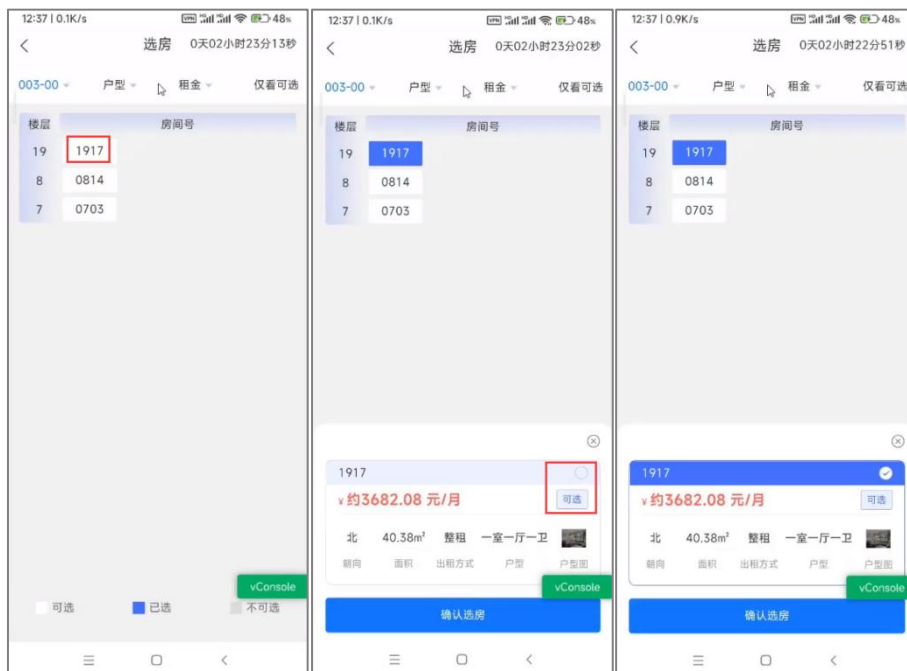 12:37 | 0.1K/s VPN 48%
选房 0天02小时23分13秒
003-00 户型 租金 仅看可选
楼层 房间号
19 1917
8 0814
7 0703
vConsole
可选 已选 不可选
12:37 | 0.1K/s VPN 48%
选房 0天02小时23分02秒
003-00 户型 租金 仅看可选
楼层 房间号
19 1917
8 0814
7 0703
1917
¥约3682.08 元/月 可选
北 40.38m² 整租 一室一厅一卫
朝向 面积 出租方式 户型 户型图
vConsole
确认选房
12:37 | 0.9K/s VPN 48%
选房 0天02小时22分51秒
003-00 户型 租金 仅看可选
楼层 房间号
19 1917
8 0814
7 0703
1917
¥约3682.08 元/月 可选
北 40.38m² 整租 一室一厅一卫
朝向 面积 出租方式 户型 户型图
vConsole
确认选房